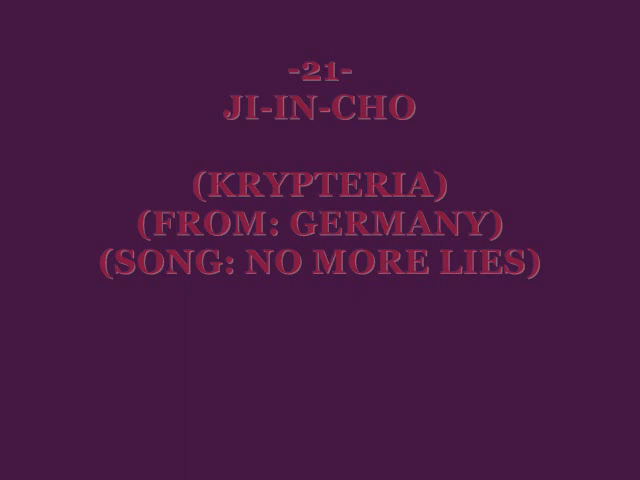 -21-
JI-IN-CHO
(KRYPTERIA)
(FROM: GERMANY)
(SONG: NO MORE LIES)